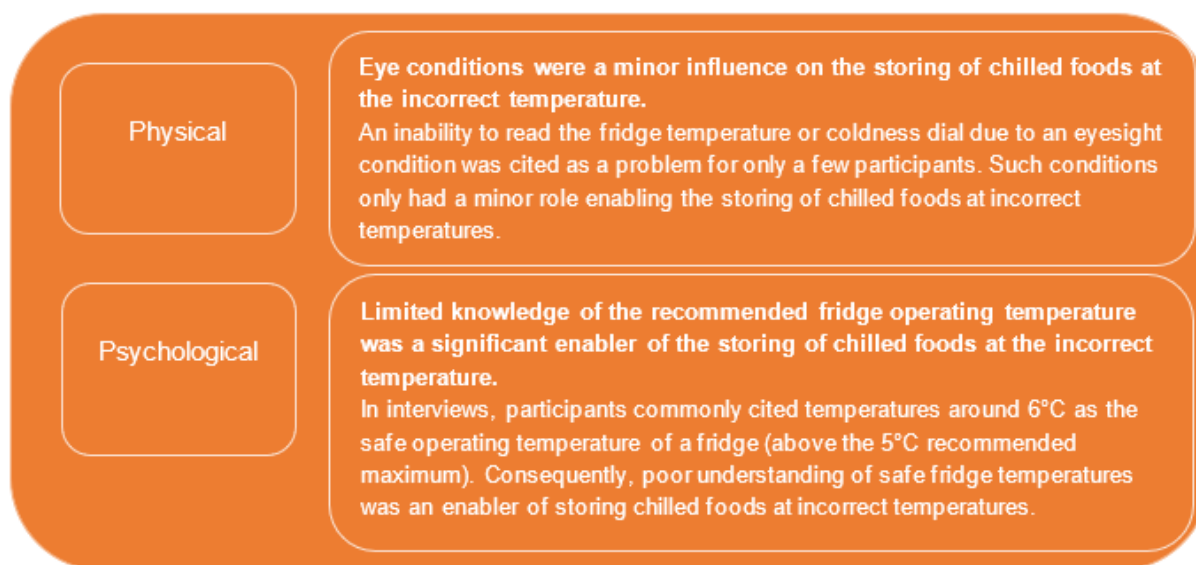 Physical
Eye conditions were a minor influence on the storing of chilled foods at
the incorrect temperature.
An inability to read the fridge temperature or coldness dial due to an eyesight
condition was cited as a problem for only a few participants. Such conditions
only had a minor role enabling the storing of chilled foods at incorrect
temperatures.
Psychological
Limited knowledge of the recommended fridge operating temperature
was a significant enabler of the storing of chilled foods at the incorrect
temperature.
In interviews, participants commonly cited temperatures around 6°C as the
safe operating temperature of a fridge (above the 5°C recommended
maximum). Consequently, poor understanding of safe fridge temperatures
was an enabler of storing chilled foods at incorrect temperatures.